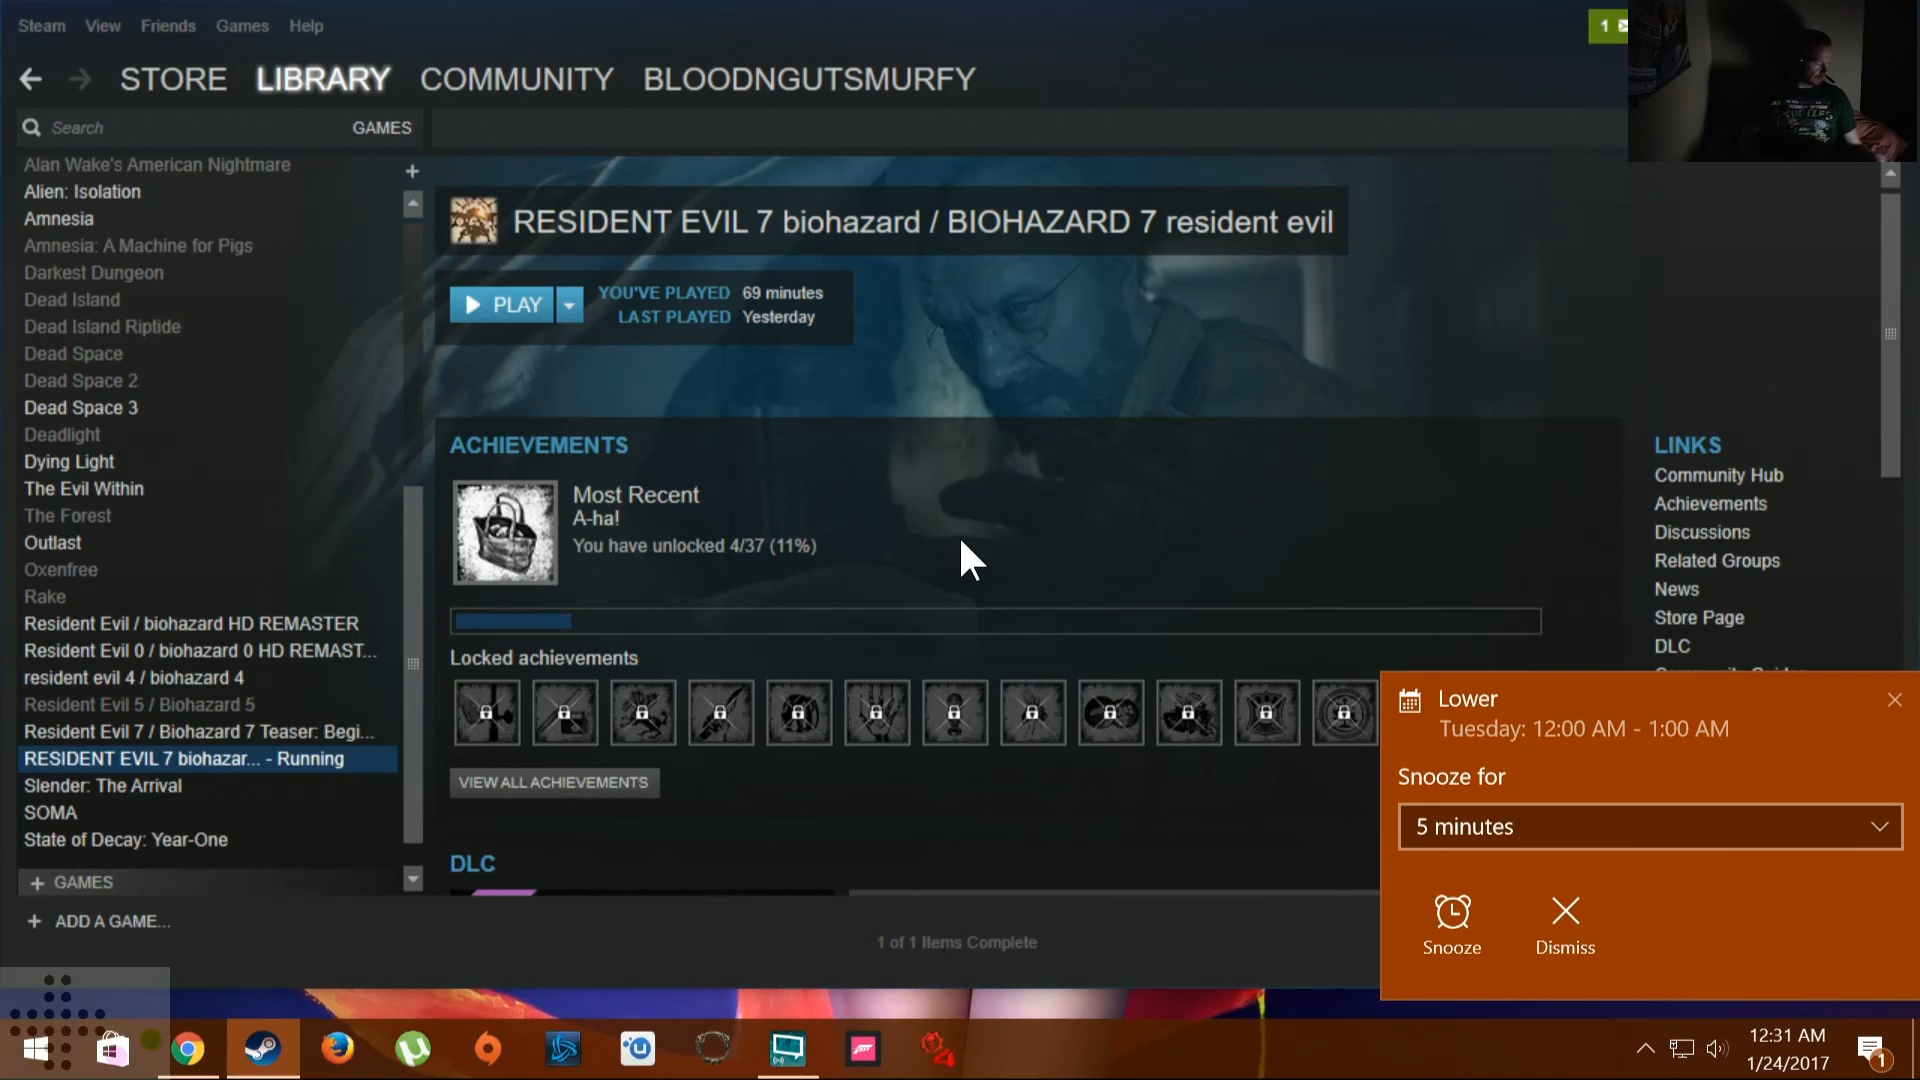 Steam View Friends Games Help
1
STORE LIBRARY COMMUNITY BLOODNGUTSMURFY
Search GAMES
Alan Wake's American Nightmare
Alien: Isolation
Amnesia
Amnesia: A Machine for Pigs
Darkest Dungeon
Dead Island
Dead Island Riptide
Dead Space
Dead Space 2
Dead Space 3
Deadlight
Dying Light
The Evil Within
The Forest
Outlast
Oxenfree
Rake
Resident Evil / biohazard HD REMASTER
Resident Evil 0 / biohazard 0 HD REMAST...
resident evil 4 / biohazard 4
Resident Evil 5 / Biohazard 5
Resident Evil 7 / Biohazard 7 Teaser: Begi...
RESIDENT EVIL 7 biohazar... - Running
Slender: The Arrival
SOMA
State of Decay: Year-One
+ GAMES
+ ADD A GAME...
RESIDENT EVIL 7 biohazard / BIOHAZARD 7 resident evil
PLAY
YOU'VE PLAYED 69 minutes
LAST PLAYED Yesterday
ACHIEVEMENTS
Most Recent
A-ha!
You have unlocked 4/37 (11%)
Locked achievements
VIEW ALL ACHIEVEMENTS
DLC
1 of 1 Items Complete
LINKS
Community Hub
Achievements
Discussions
Related Groups
News
Store Page
DLC
Lower
Tuesday: 12:00 AM - 1:00 AM
Snooze for
5 minutes
Snooze Dismiss
12:31 AM
1/24/2017
1